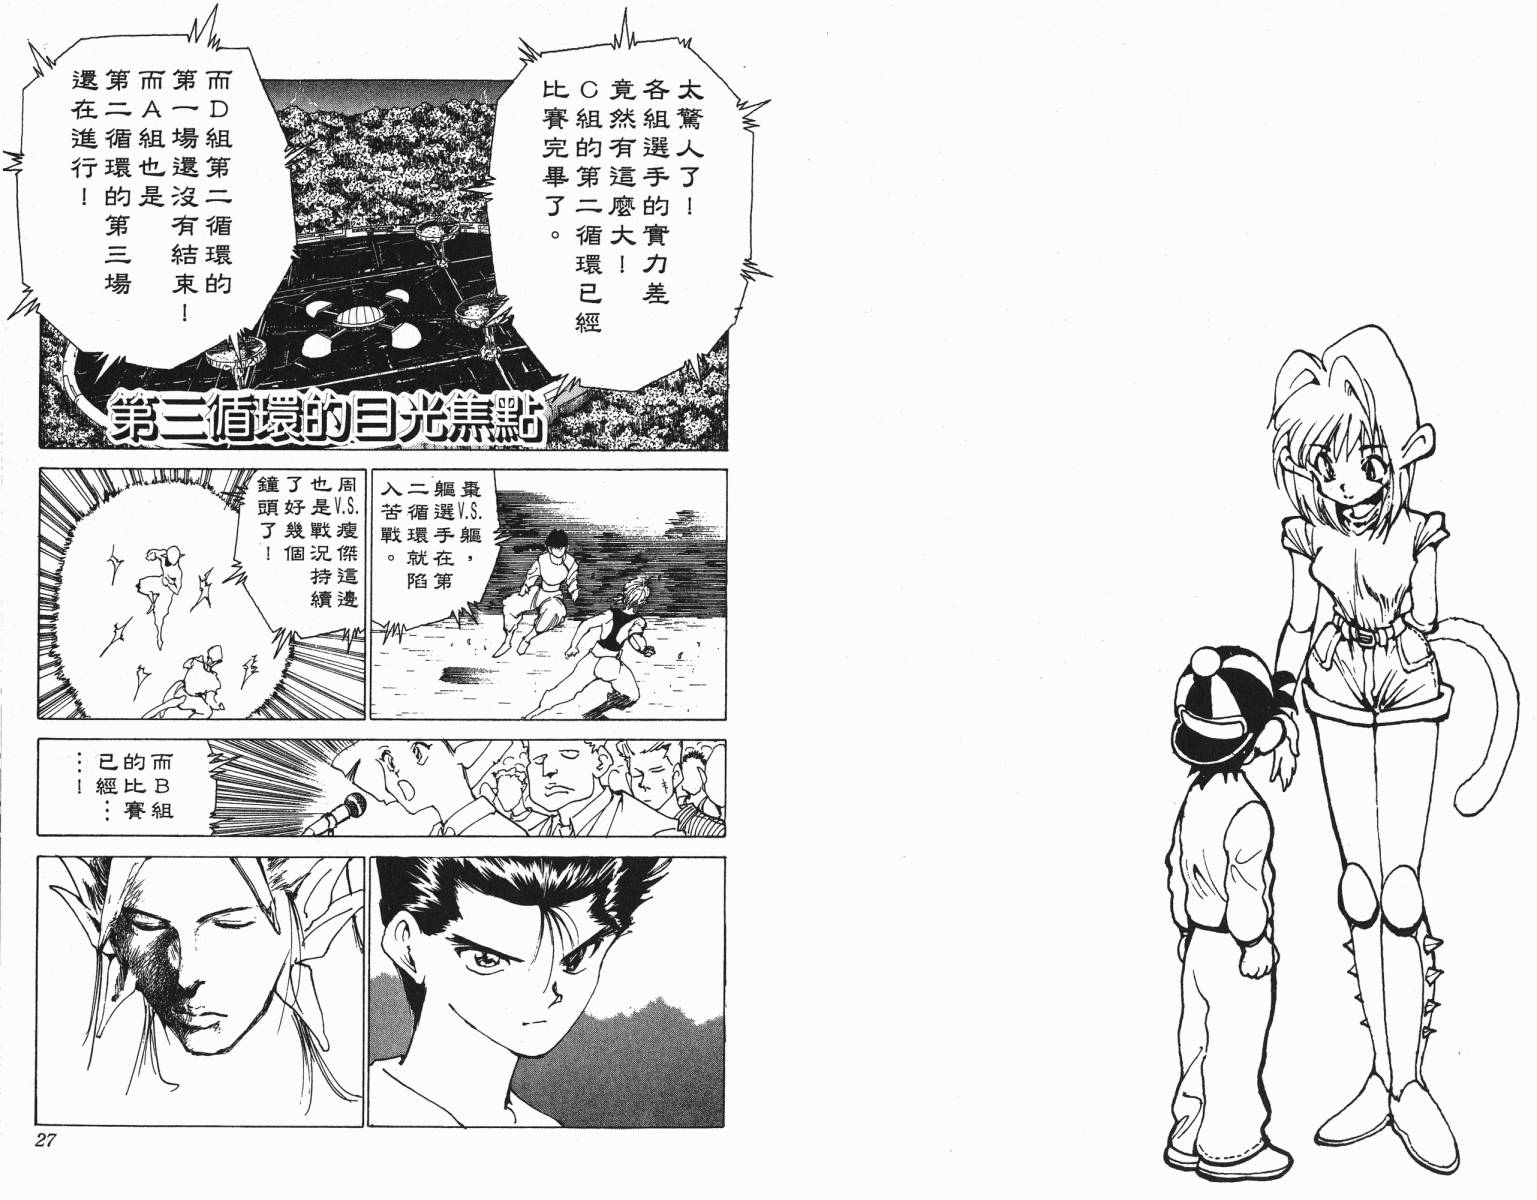 太驚人了！
各組選手的實力差
竟然有這麼大！
C組的第二循環已經
比賽完畢了。
而D組第二循環的
第一場還沒有結束！
而A組也是
第二循環的第三場
還在進行！
第三循環的目光焦點
棗V.S.軀，
軀選手在第
二循環就陷
入苦戰。
周V.S.瘦傑這邊
也是戰況持續
了好幾個
鐘頭了！
而B組
的比賽
已經…
…！
27